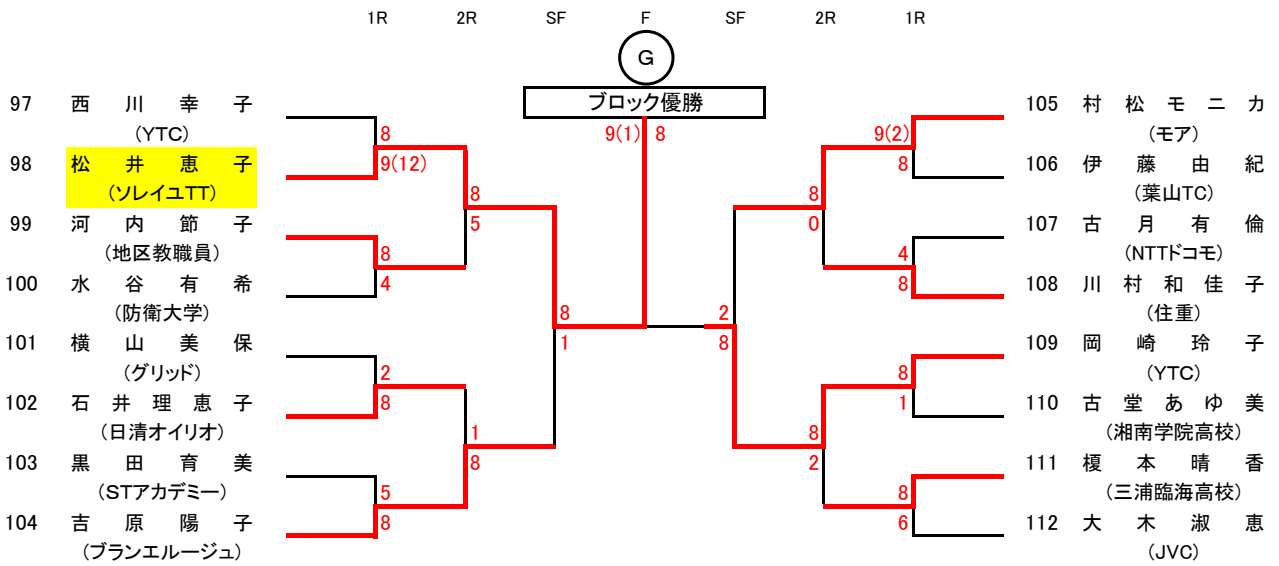 1R 2R SF F SF 2R 1R
G
ブロック優勝
97 西川幸子
(YTC)
98 松井恵子
(ソレイユTT)
99 河内節子
(地区教職員)
100 水谷有希
(防衛大学)
101 横山美保
(グリッド)
102 石井理恵子
(日清オイリオ)
103 黒田育美
(STアカデミー)
104 吉原陽子
(ブランエルージュ)
8
9(12)
8
4
2
8
5
8
8
5
1
8
8
1
9(1) 8
2
8
8
0
8
2
9(2)
8
4
8
8
1
8
6
105 村松モニカ
(モア)
106 伊藤由紀
(葉山TC)
107 古月有倫
(NTTドコモ)
108 川村和佳子
(住重)
109 岡崎玲子
(YTC)
110 古堂あゆ美
(湘南学院高校)
111 榎本晴香
(三浦臨海高校)
112 大木淑恵
(JVC)